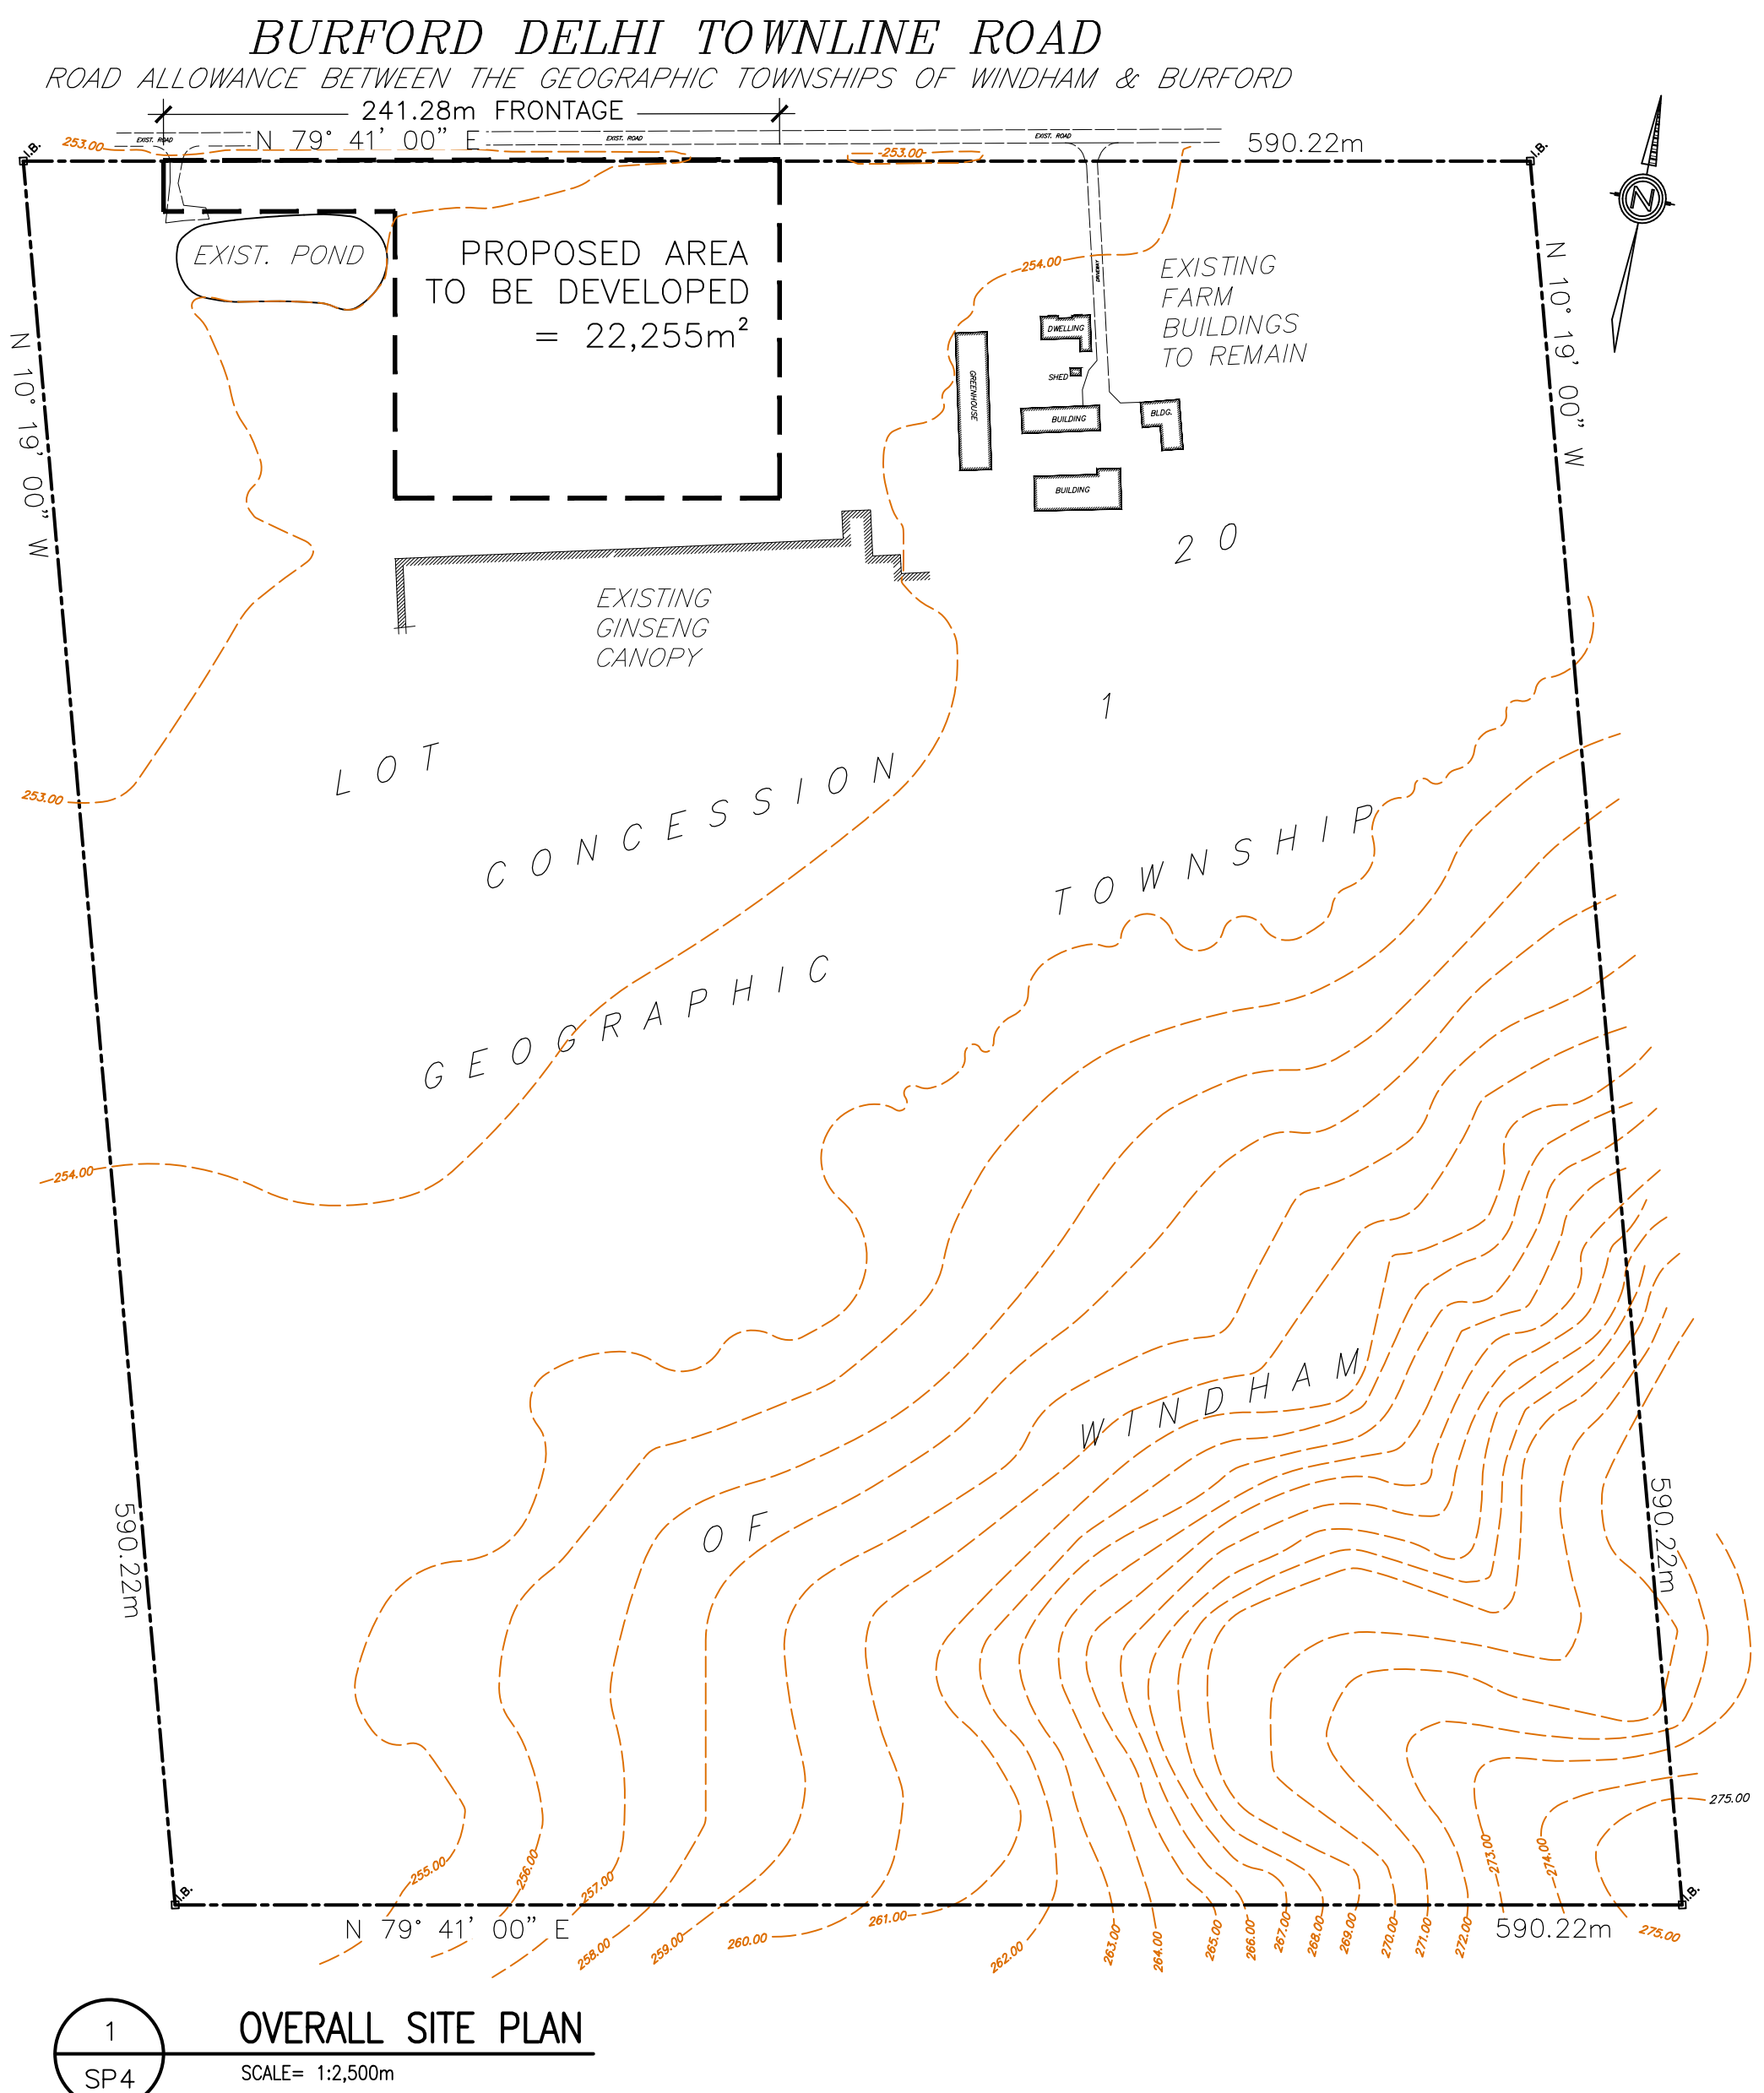 BURFORD DELHI TOWNLINE ROAD
ROAD ALLOWANCE BETWEEN THE GEOGRAPHIC TOWNSHIPS OF WINDHAM & BURFORD
241.28m FRONTAGE
253.00
EXIST. ROAD
N 79° 41' 00" E
EXIST. ROAD
EXIST. ROAD
590.22m
I.B.
I.B.
253.00
N
EXIST. POND
PROPOSED AREA
TO BE DEVELOPED
= 22,255m²
254.00
DRIVEWAY
EXISTING
FARM
BUILDINGS
TO REMAIN
N 10° 19' 00" W
N 10° 19' 00" W
DWELLING
GREENHOUSE
SHED
BUILDING
BLDG.
BUILDING
EXISTING
GINSENG
CANOPY
LOT 20
CONCESSION 1
GEOGRAPHIC TOWNSHIP
OF WINDHAM
253.00
254.00
590.22m
590.22m
275.00
255.00
256.00
257.00
258.00
259.00
260.00
261.00
262.00
263.00
264.00
265.00
266.00
267.00
268.00
269.00
270.00
271.00
272.00
273.00
274.00
275.00
I.B.
I.B.
N 79° 41' 00" E
590.22m
1
SP4
OVERALL SITE PLAN
SCALE= 1:2,500m